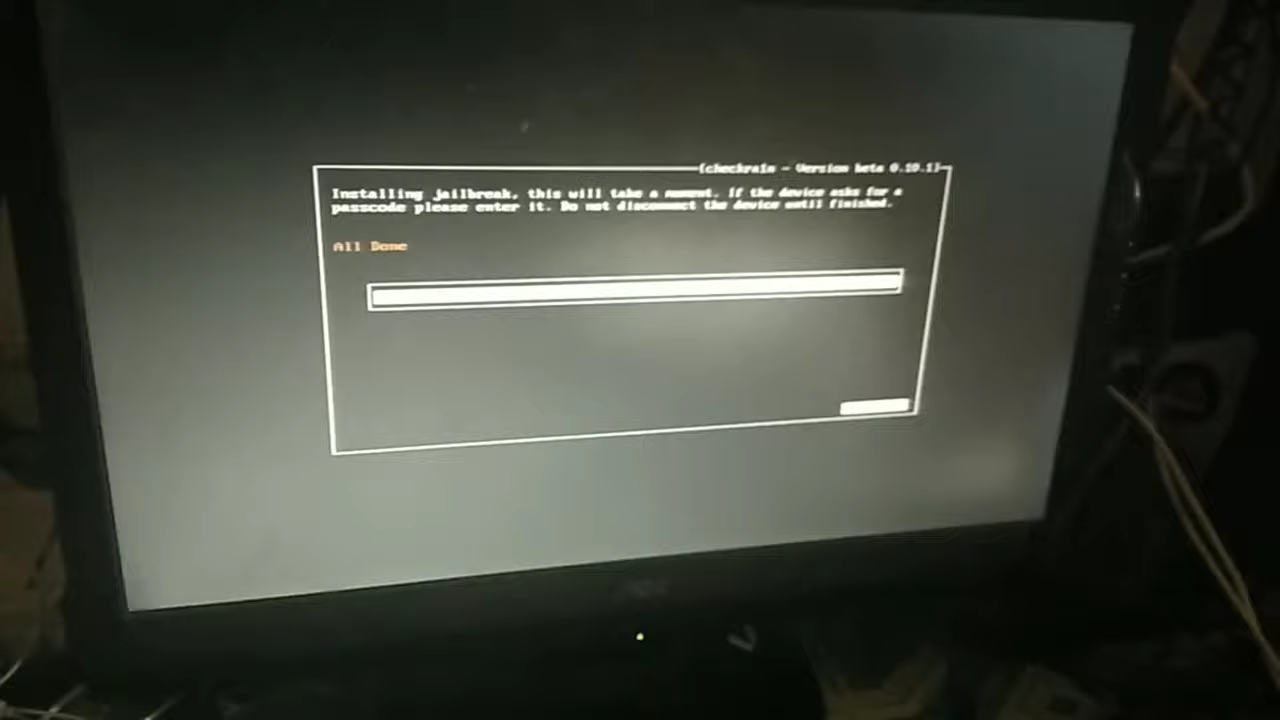 [checkra1n - Version beta 0.10.1]
Installing jailbreak, this will take a moment. If the device asks for a
passcode please enter it. Do not disconnect the device until finished.
All Done